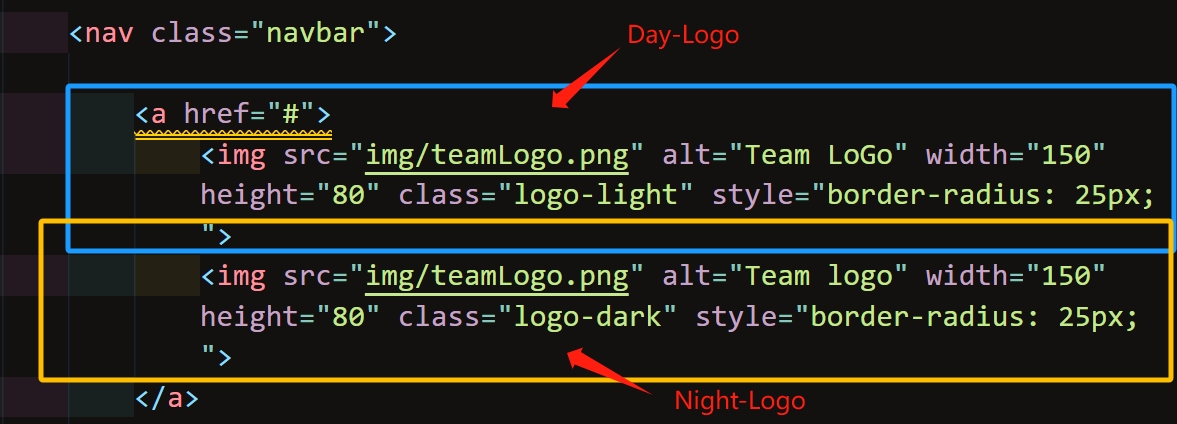 <nav class="navbar">
Day-Logo
<a href="#">
<img src="img/teamLogo.png" alt="Team LoGo" width="150"
height="80" class="logo-light" style="border-radius: 25px;
">
<img src="img/teamLogo.png" alt="Team logo" width="150"
height="80" class="logo-dark" style="border-radius: 25px;
">
Night-Logo
</a>